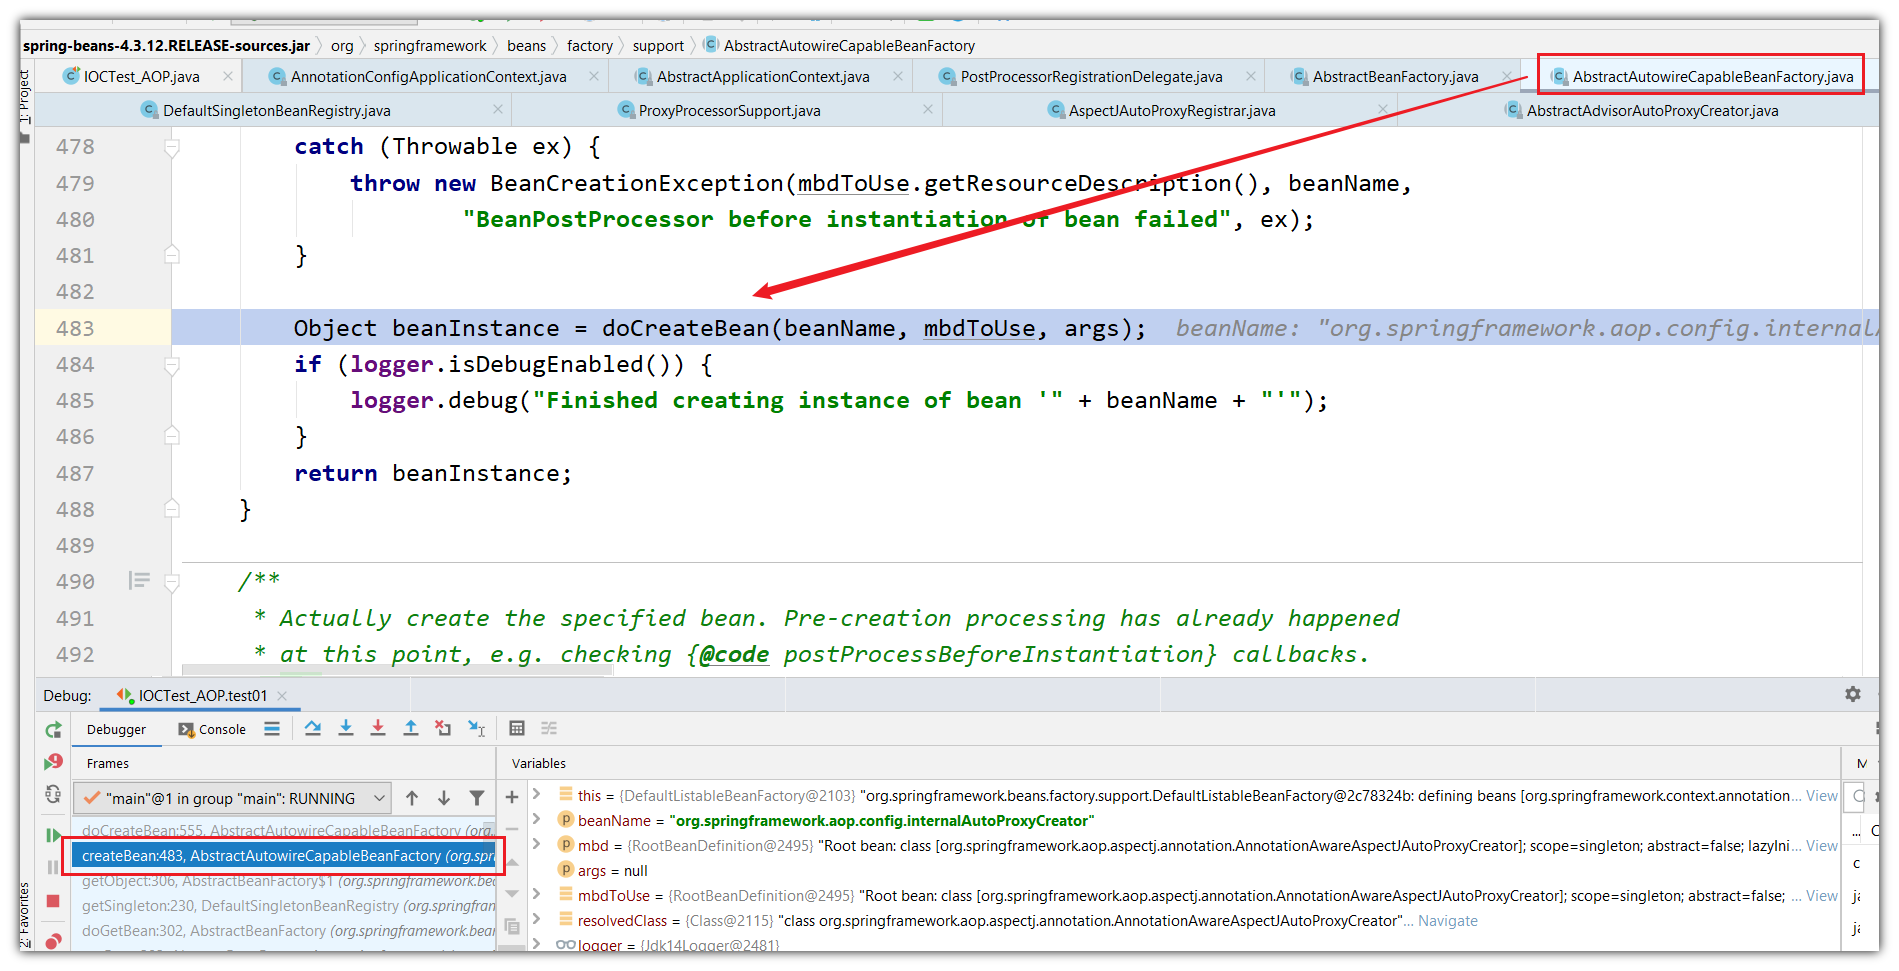 spring-beans-4.3.12.RELEASE-sources.jar org springframework beans factory support AbstractAutowireCapableBeanFactory
1: Project
IOCTest_AOP.java AnnotationConfigApplicationContext.java AbstractApplicationContext.java PostProcessorRegistrationDelegate.java AbstractBeanFactory.java AbstractAutowireCapableBeanFactory.java
DefaultSingletonBeanRegistry.java ProxyProcessorSupport.java AspectJAutoProxyRegistrar.java AbstractAdvisorAutoProxyCreator.java
478 catch (Throwable ex) {
479 throw new BeanCreationException(mbdToUse.getResourceDescription(), beanName,
480 "BeanPostProcessor before instantiation of bean failed", ex);
481 }
482
483 Object beanInstance = doCreateBean(beanName, mbdToUse, args); beanName: "org.springframework.aop.config.internalA
484 if (logger.isDebugEnabled()) {
485 logger.debug("Finished creating instance of bean '" + beanName + "'");
486 }
487 return beanInstance;
488 }
489
490 /**
491 * Actually create the specified bean. Pre-creation processing has already happened
492 * at this point, e.g. checking {@code postProcessBeforeInstantiation} callbacks.
Debug: IOCTest_AOP.test01
Debugger Console
Frames
"main"@1 in group "main": RUNNING
doCreateBean:555, AbstractAutowireCapableBeanFactory (org.
createBean:483, AbstractAutowireCapableBeanFactory (org.spri
getObject:306, AbstractBeanFactory$1 (org.springframework.bea
getSingleton:230, DefaultSingletonBeanRegistry (org.springfram
doGetBean:302, AbstractBeanFactory (org.springframework.bean
2: Favorites
Variables
this = {DefaultListableBeanFactory@2103} "org.springframework.beans.factory.support.DefaultListableBeanFactory@2c78324b: defining beans [org.springframework.context.annotation... View
beanName = "org.springframework.aop.config.internalAutoProxyCreator"
mbd = {RootBeanDefinition@2495} "Root bean: class [org.springframework.aop.aspectj.annotation.AnnotationAwareAspectJAutoProxyCreator]; scope=singleton; abstract=false; lazyIni... View
args = null
mbdToUse = {RootBeanDefinition@2495} "Root bean: class [org.springframework.aop.aspectj.annotation.AnnotationAwareAspectJAutoProxyCreator]; scope=singleton; abstract=false; ... View
resolvedClass = {Class@2115} "class org.springframework.aop.aspectj.annotation.AnnotationAwareAspectJAutoProxyCreator"... Navigate
logger = {Jdk14Logger@2481}